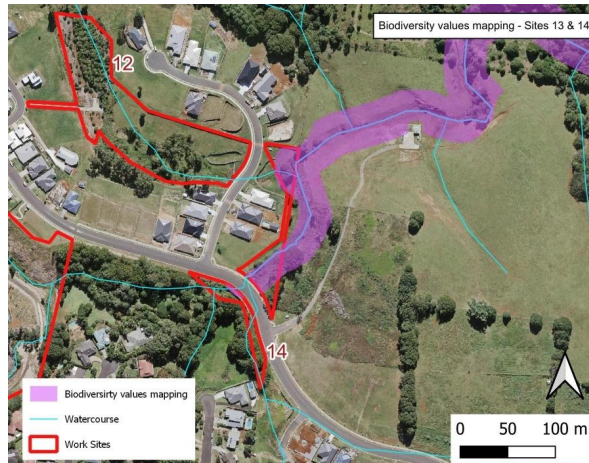 Biodiversity values mapping - Sites 13 & 14
12
14
Biodiversirty values mapping
Watercourse
Work Sites
0 50 100 m